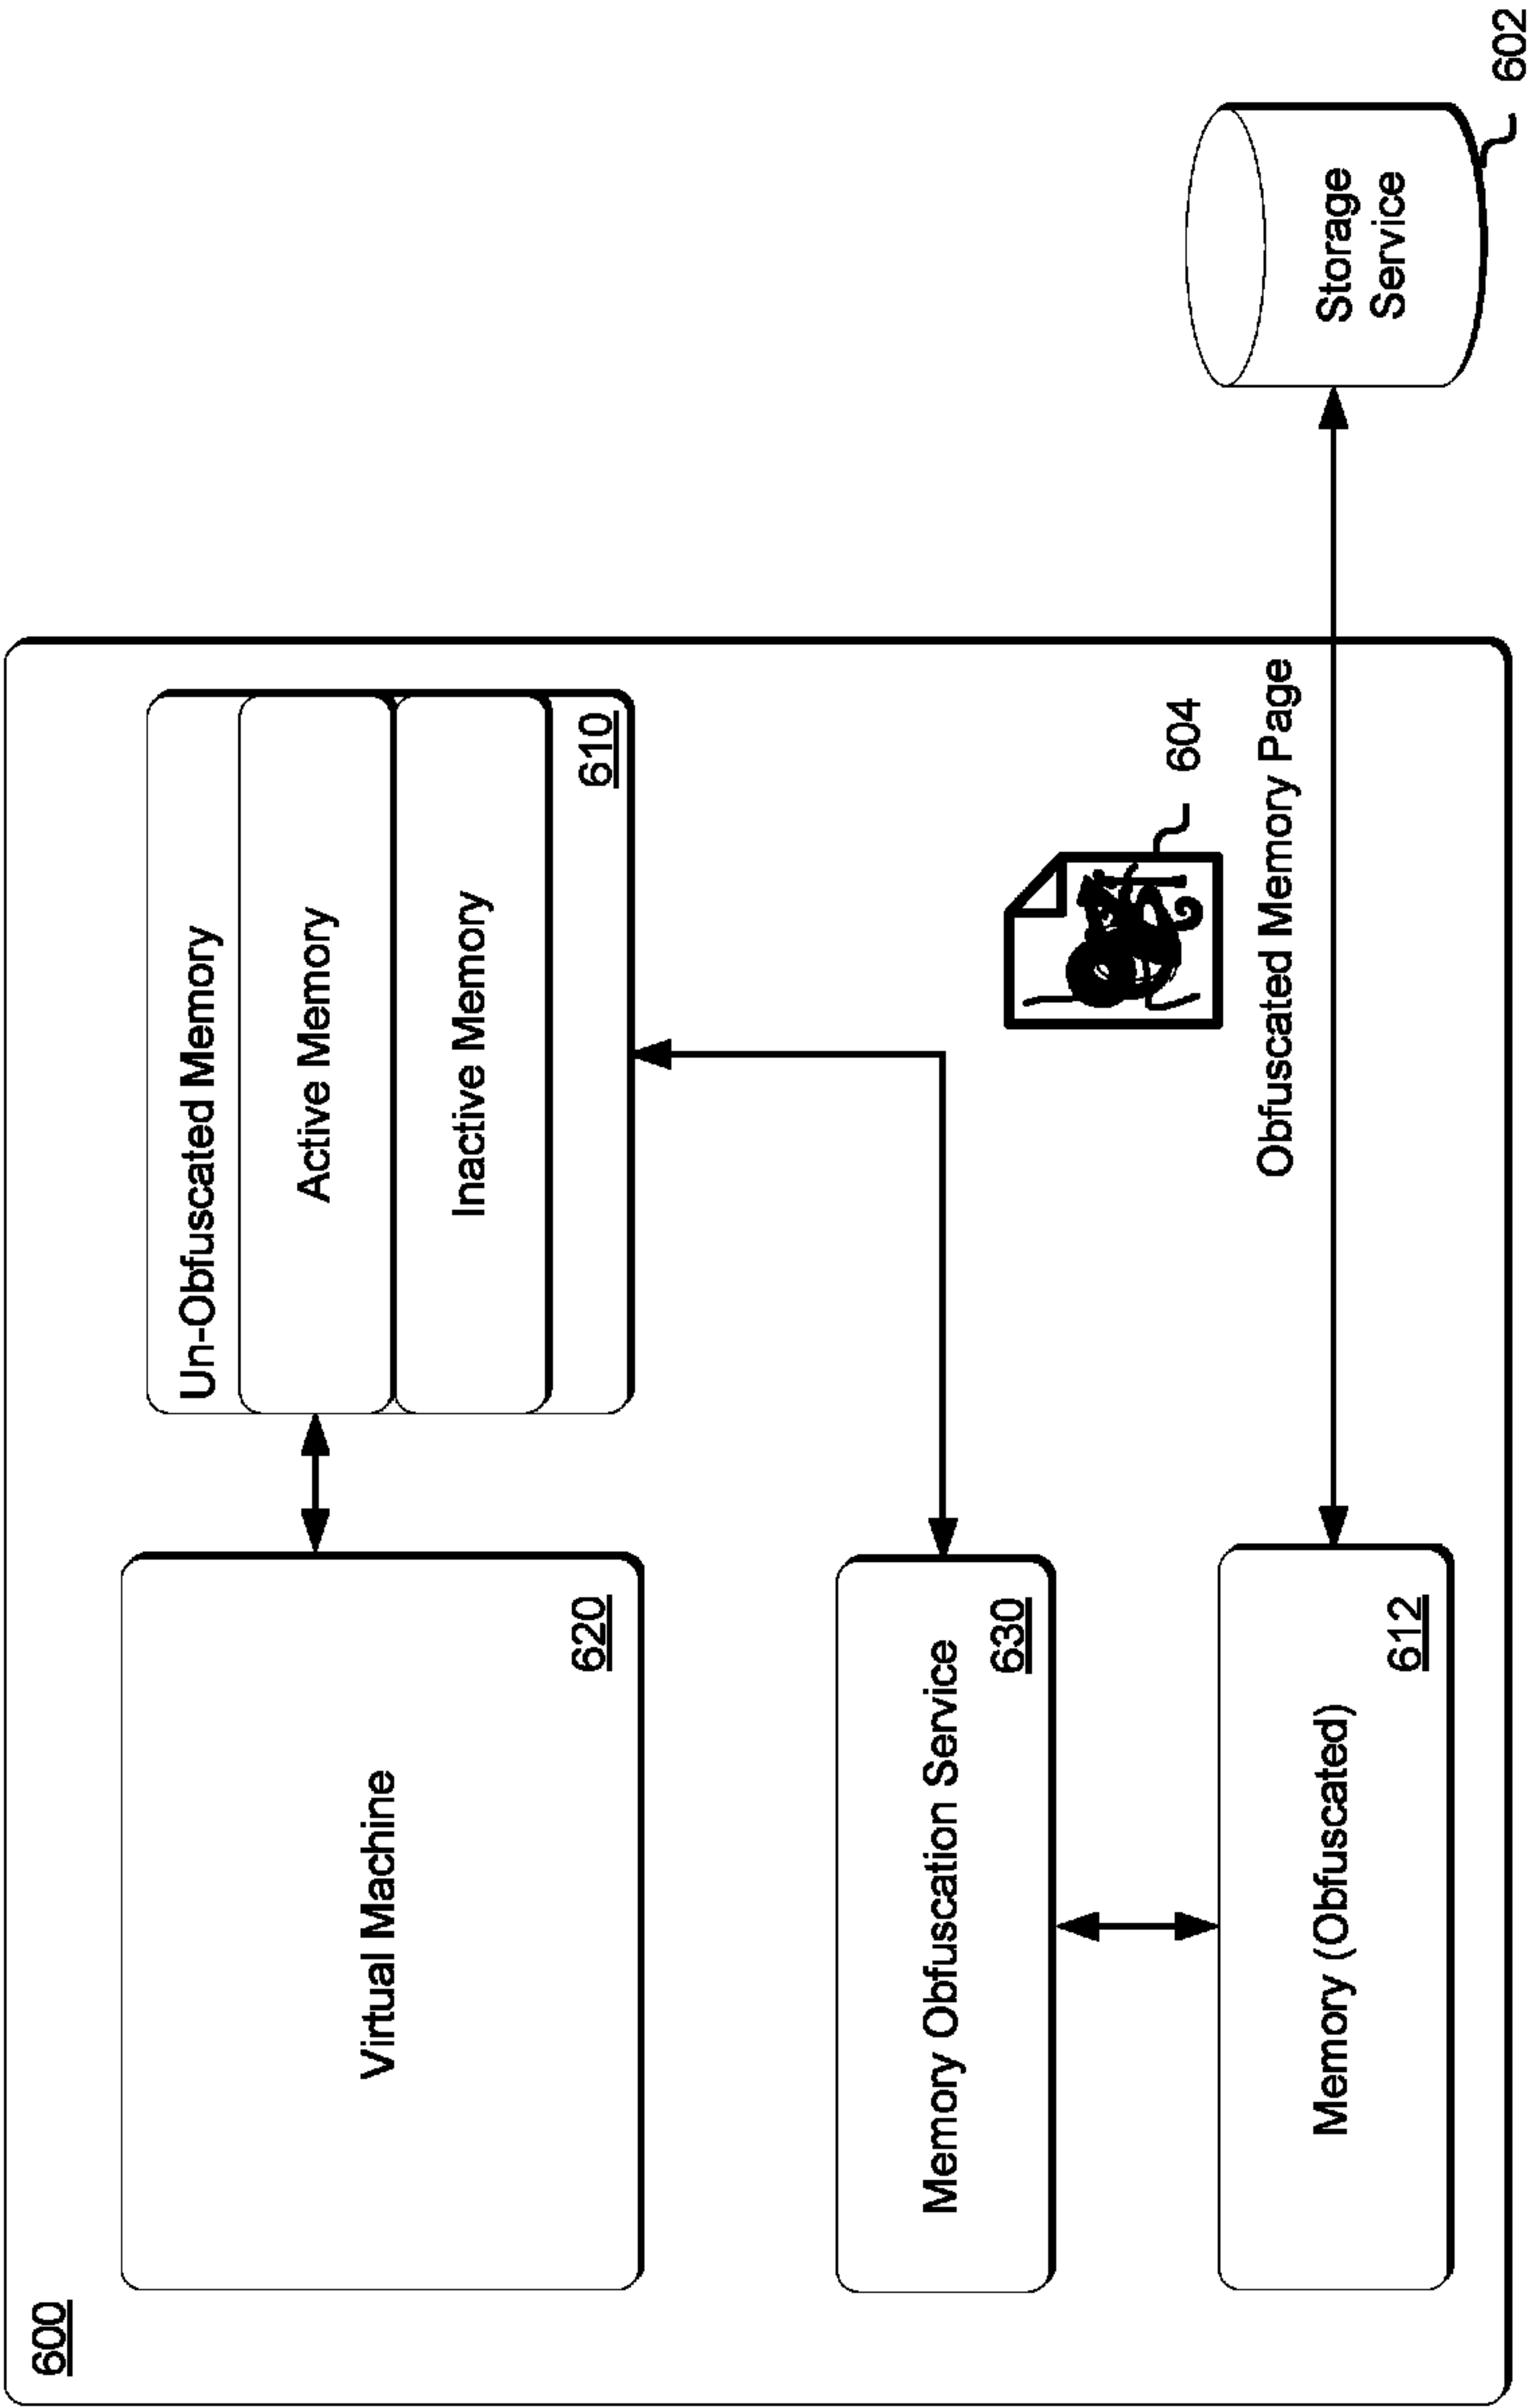 600
Virtual Machine
620
Un-Obfuscated Memory
Active Memory
Inactive Memory
610
Memory Obfuscation Service
630
604
Obfuscated Memory Page
Memory (Obfuscated)
612
Storage
Service
602